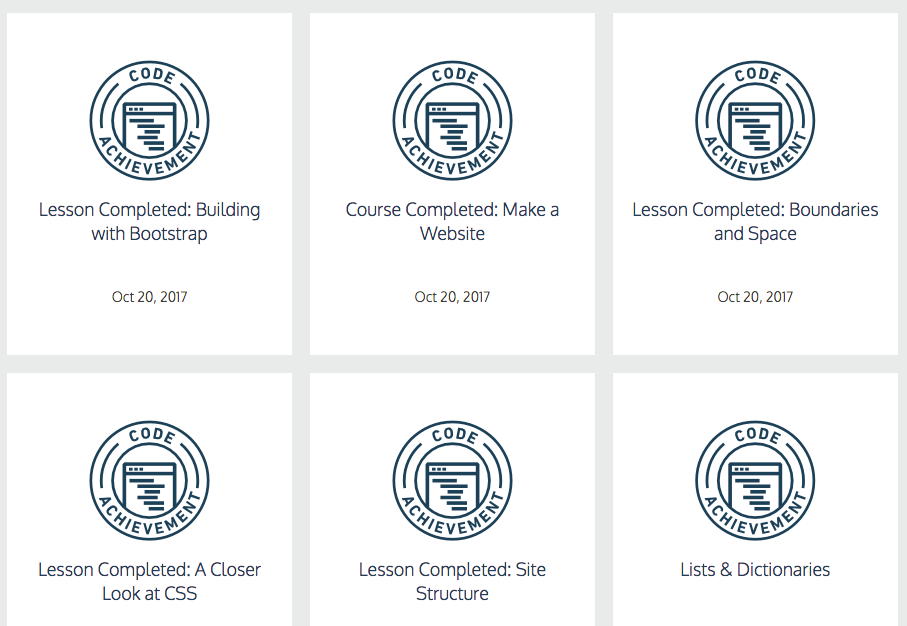 CODE
ACHIEVEMENT
Lesson Completed: Building
with Bootstrap
Oct 20, 2017
CODE
ACHIEVEMENT
Course Completed: Make a
Website
Oct 20, 2017
CODE
ACHIEVEMENT
Lesson Completed: Boundaries
and Space
Oct 20, 2017
CODE
ACHIEVEMENT
Lesson Completed: A Closer
Look at CSS
CODE
ACHIEVEMENT
Lesson Completed: Site
Structure
CODE
ACHIEVEMENT
Lists & Dictionaries